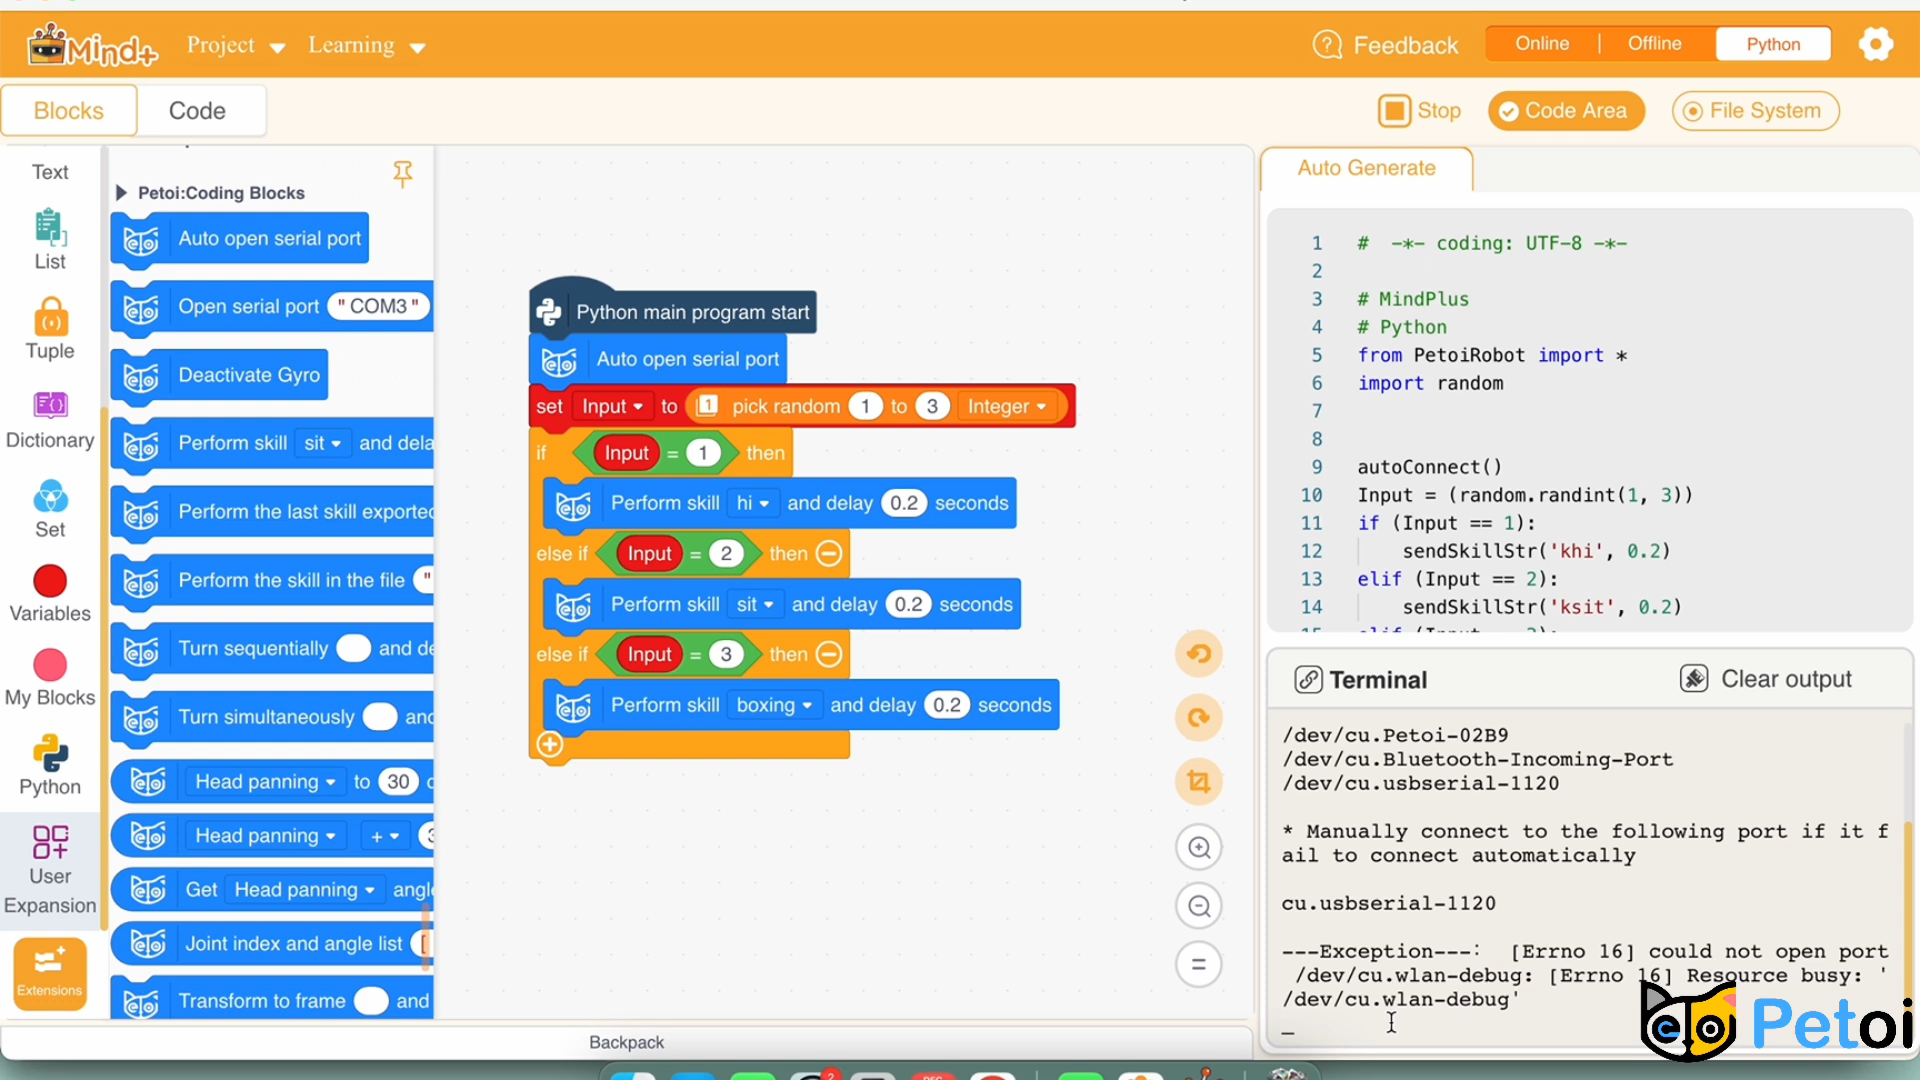 Mind+
Project
Learning
Feedback
Online
Offline
Python
Blocks
Code
Stop
Code Area
File System
Text
List
Tuple
Dictionary
Set
Variables
My Blocks
Python
User
Expansion
Extensions
Petoi:Coding Blocks
Auto open serial port
Open serial port "COM3"
Deactivate Gyro
Perform skill sit and dela
Perform the last skill exported
Perform the skill in the file "
Turn sequentially and de
Turn simultaneously and
Head panning to 30
Head panning +
Get Head panning angle
Joint index and angle list [
Transform to frame and
Python main program start
Auto open serial port
set Input to pick random 1 to 3 Integer
if Input = 1 then
Perform skill hi and delay 0.2 seconds
else if Input = 2 then
Perform skill sit and delay 0.2 seconds
else if Input = 3 then
Perform skill boxing and delay 0.2 seconds
Backpack
Auto Generate
1 # -*- coding: UTF-8 -*-
2
3 # MindPlus
4 # Python
5 from PetoiRobot import *
6 import random
7
8
9 autoConnect()
10 Input = (random.randint(1, 3))
11 if (Input == 1):
12 sendSkillStr('khi', 0.2)
13 elif (Input == 2):
14 sendSkillStr('ksit', 0.2)
Terminal
Clear output
/dev/cu.Petoi-02B9
/dev/cu.Bluetooth-Incoming-Port
/dev/cu.usbserial-1120
* Manually connect to the following port if it f
ail to connect automatically
cu.usbserial-1120
---Exception---: [Errno 16] could not open port
/dev/cu.wlan-debug: [Errno 16] Resource busy: '
/dev/cu.wlan-debug'
_
Petoi